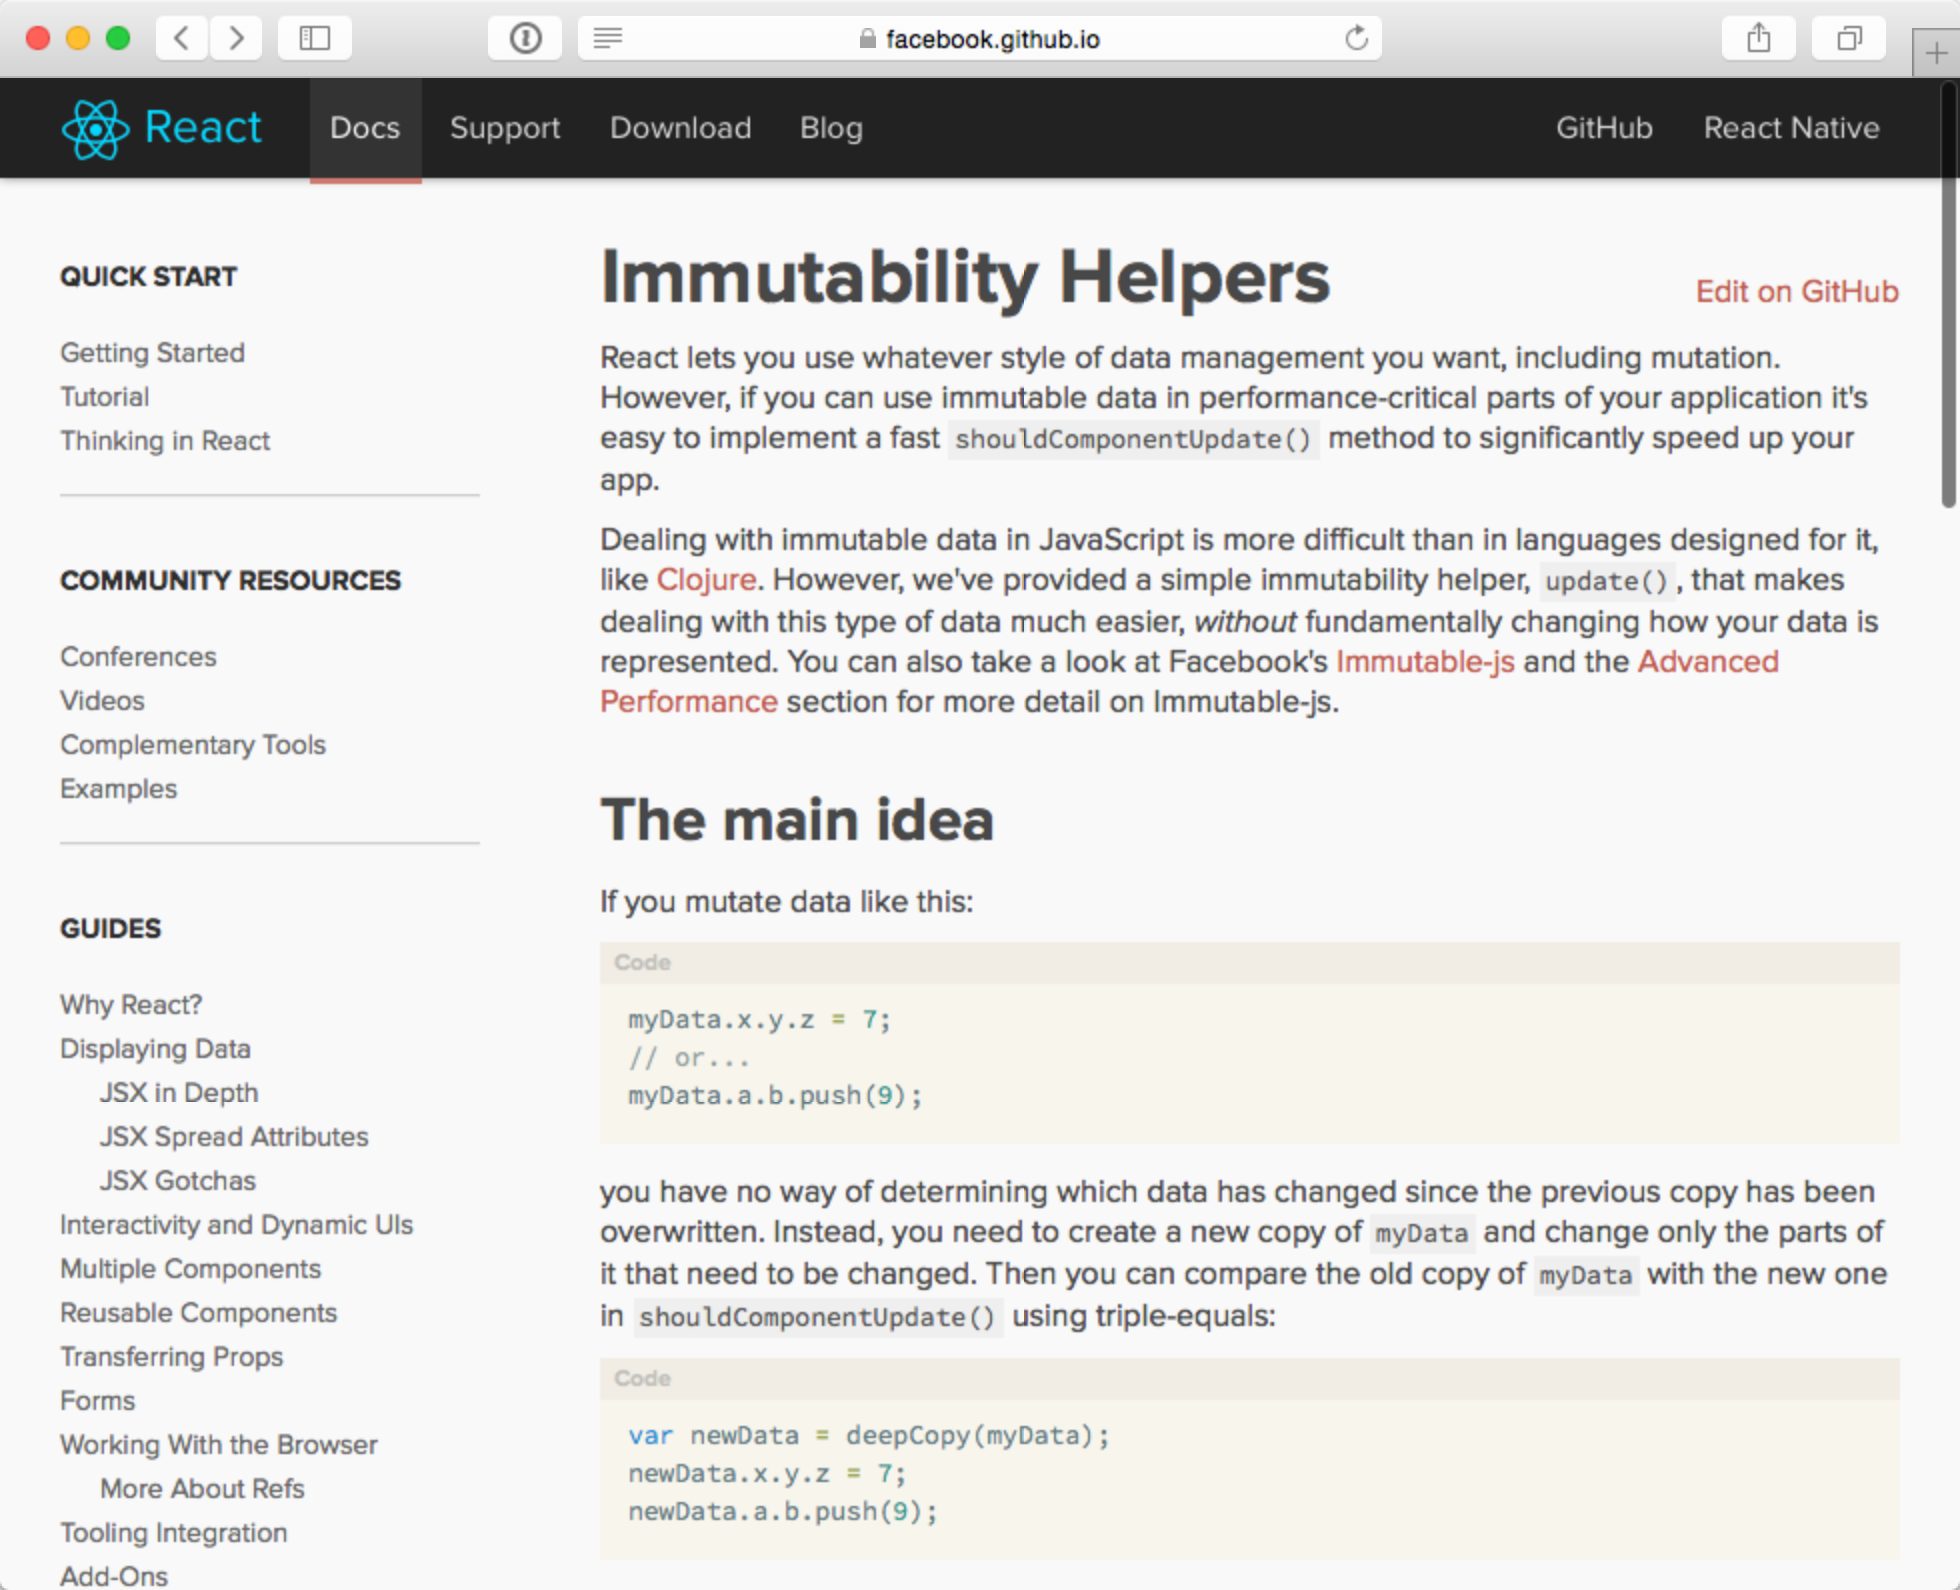 facebook.github.io
React
Docs
Support
Download
Blog
GitHub
React Native
QUICK START
Getting Started
Tutorial
Thinking in React
COMMUNITY RESOURCES
Conferences
Videos
Complementary Tools
Examples
GUIDES
Why React?
Displaying Data
JSX in Depth
JSX Spread Attributes
JSX Gotchas
Interactivity and Dynamic UIs
Multiple Components
Reusable Components
Transferring Props
Forms
Working With the Browser
More About Refs
Tooling Integration
Add-Ons
Immutability Helpers
Edit on GitHub
React lets you use whatever style of data management you want, including mutation.
However, if you can use immutable data in performance-critical parts of your application it's
easy to implement a fast shouldComponentUpdate() method to significantly speed up your
app.
Dealing with immutable data in JavaScript is more difficult than in languages designed for it,
like Clojure. However, we've provided a simple immutability helper, update(), that makes
dealing with this type of data much easier, without fundamentally changing how your data is
represented. You can also take a look at Facebook's Immutable-js and the Advanced
Performance section for more detail on Immutable-js.
The main idea
If you mutate data like this:
Code
myData.x.y.z = 7;
// or...
myData.a.b.push(9);
you have no way of determining which data has changed since the previous copy has been
overwritten. Instead, you need to create a new copy of myData and change only the parts of
it that need to be changed. Then you can compare the old copy of myData with the new one
in shouldComponentUpdate() using triple-equals:
Code
var newData = deepCopy(myData);
newData.x.y.z = 7;
newData.a.b.push(9);